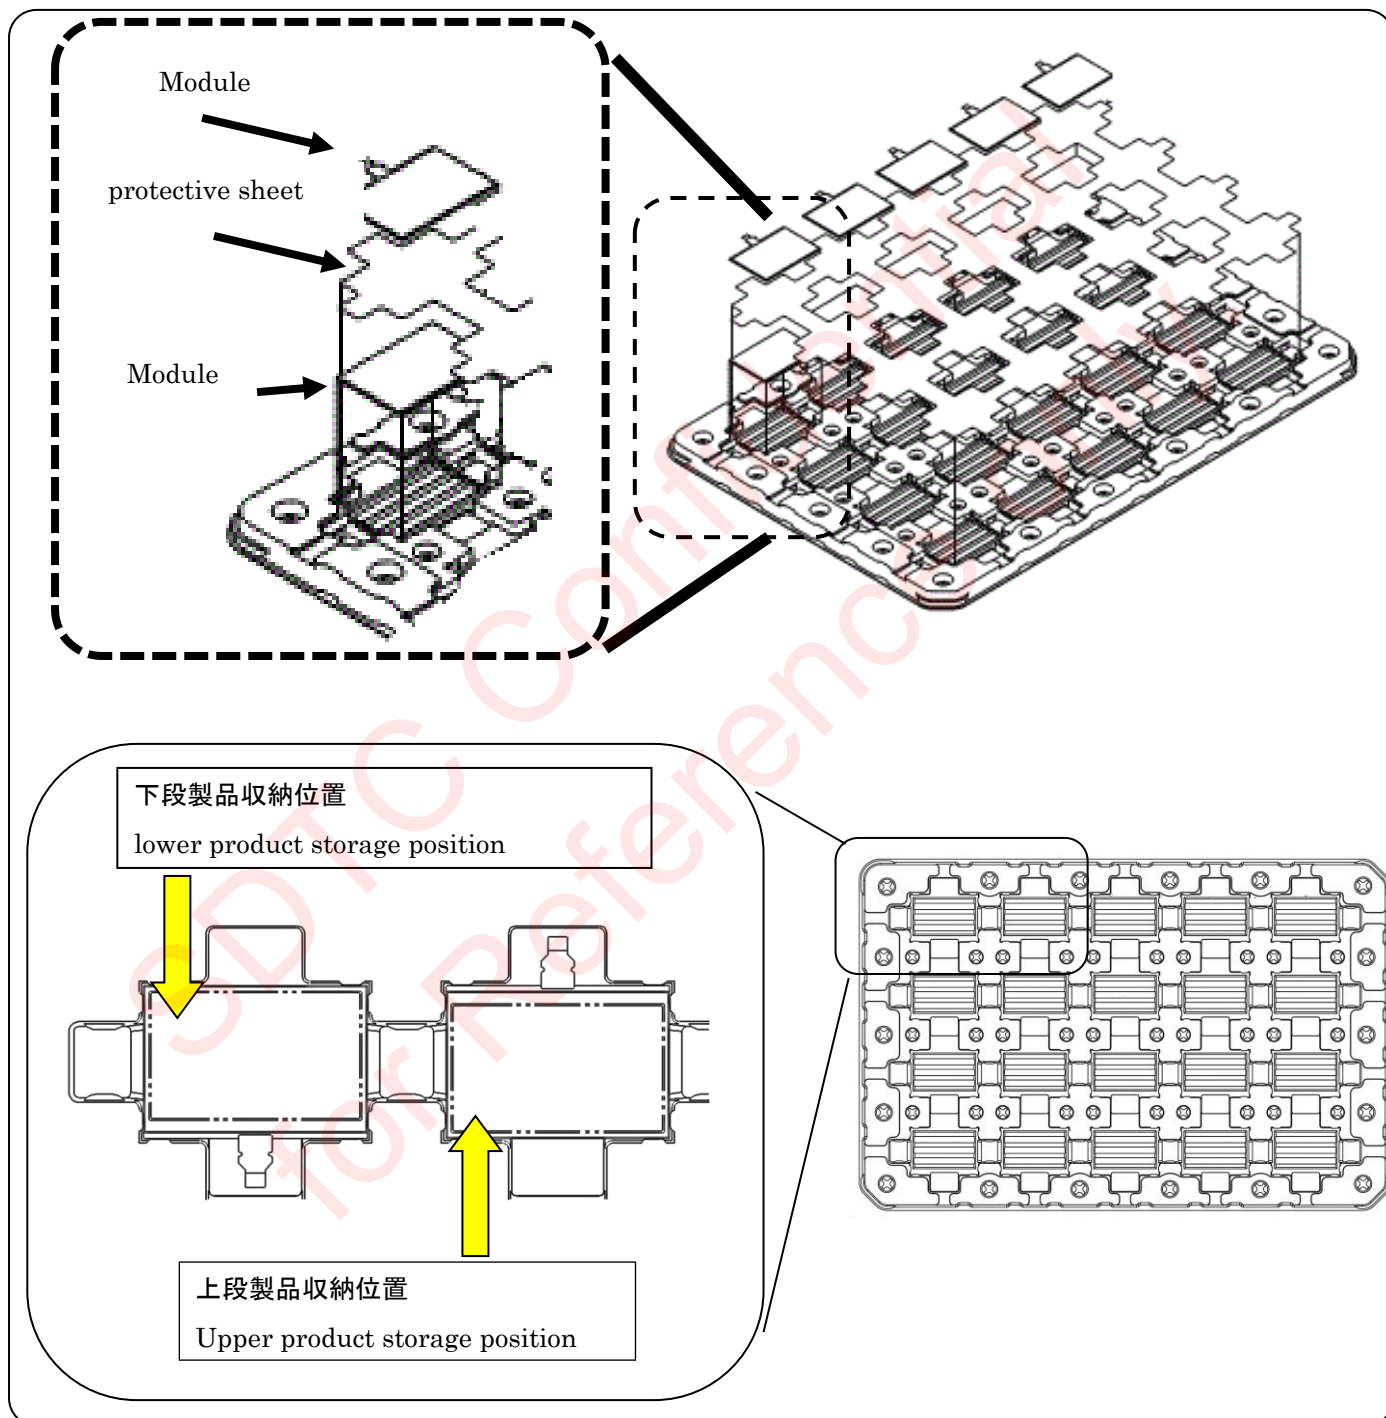 Module
protective sheet
Module
下段製品収納位置
lower product storage position
上段製品収納位置
Upper product storage position
SDTC Confidential
for Reference only